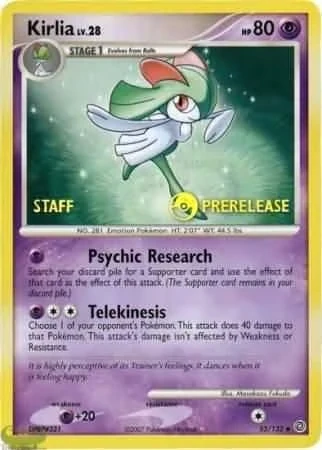 Kirlia LV.28
HP 80
STAGE 1 Evolves from Ralts
STAFF PRERELEASE
NO. 281 Emotion Pokémon. HT: 2'07" WT: 44.5 lbs.
Psychic Research
Search your discard pile for a Supporter card and use the effect
of that card as the effect of this attack. (The Supporter card remains in your
discard pile.)
Telekinesis
Choose 1 of your opponent's Pokémon. This attack does 40 damage to
that Pokémon. This attack's damage isn't affected by Weakness or
Resistance.
It is highly perceptive of its Trainer's feelings. It dances when it
is feeling happy.
Illus. Masakazu Fukuda
weakness resistance
+20
©2007 Pokémon
53/132